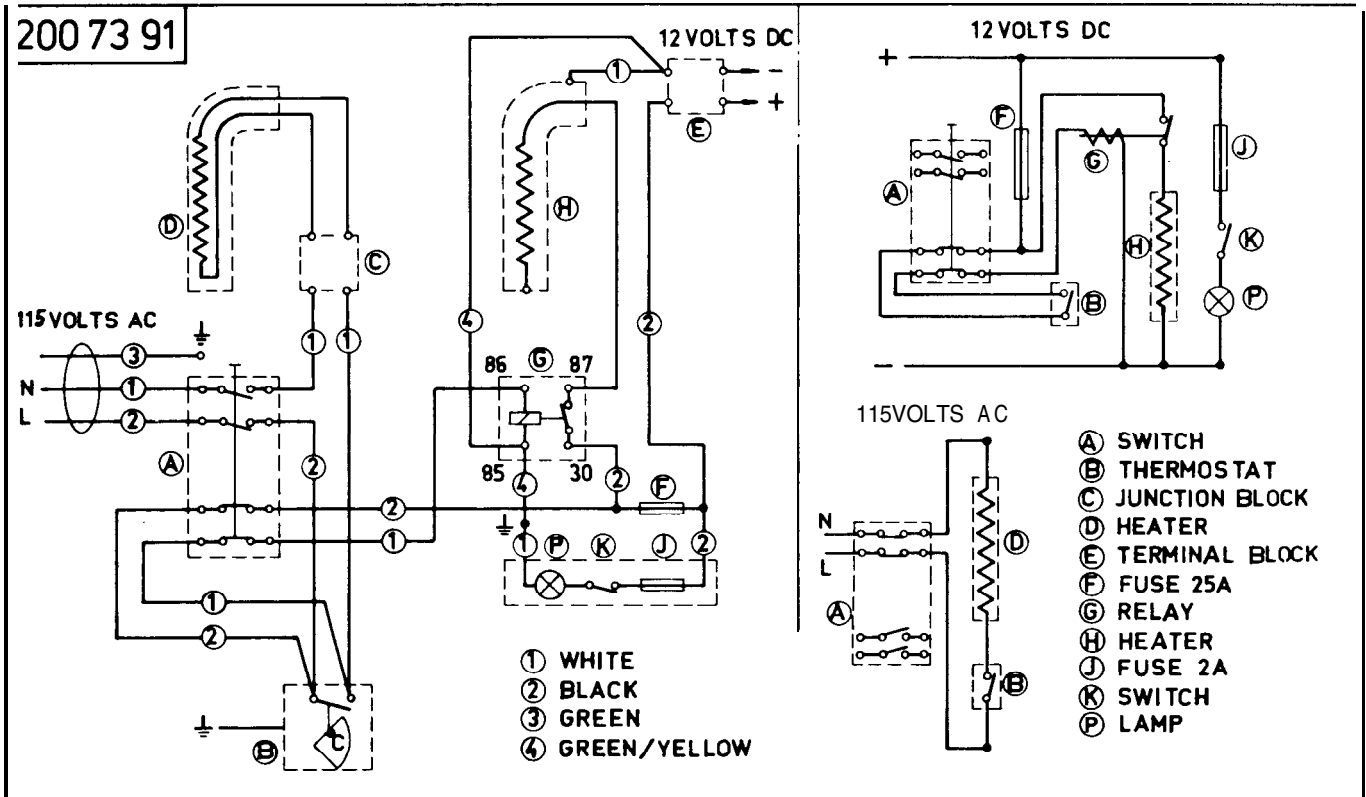 200 73 91
12 VOLTS DC
1
- 
+
E
D
H
C
4
2
115 VOLTS AC
3
1
1
N
1
L
2
A
2
86
G
87
85
30
4
2
F
2
1
1
P
K
J
2
1
2
B
C
1 WHITE
2 BLACK
3 GREEN
4 GREEN/YELLOW
12 VOLTS DC
+
F
G
J
A
H
K
B
P
-
115VOLTS AC
N
L
D
A
B
A SWITCH
B THERMOSTAT
C JUNCTION BLOCK
D HEATER
E TERMINAL BLOCK
F FUSE 25A
G RELAY
H HEATER
J FUSE 2A
K SWITCH
P LAMP